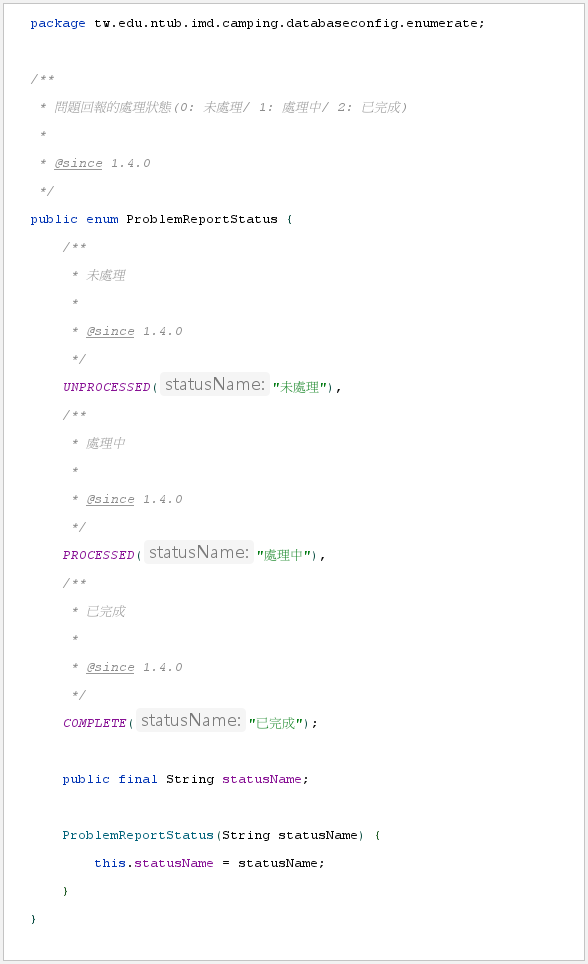 package tw.edu.ntub.imd.camping.databaseconfig.enumerate;
/**
* 問題回報的處理狀態(0: 未處理/ 1: 處理中/ 2: 已完成)
*
* @since 1.4.0
*/
public enum ProblemReportStatus {
/**
* 未處理
*
* @since 1.4.0
*/
UNPROCESSED( statusName: "未處理"),
/**
* 處理中
*
* @since 1.4.0
*/
PROCESSED( statusName: "處理中"),
/**
* 已完成
*
* @since 1.4.0
*/
COMPLETE( statusName: "已完成");
public final String statusName;
ProblemReportStatus(String statusName) {
this.statusName = statusName;
}
}